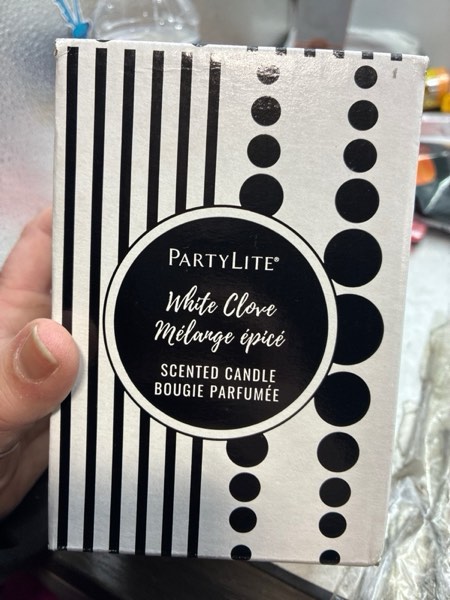 PARTYLITE®
White Clove
Mélange épicé
SCENTED CANDLE
BOUGIE PARFUMÉE